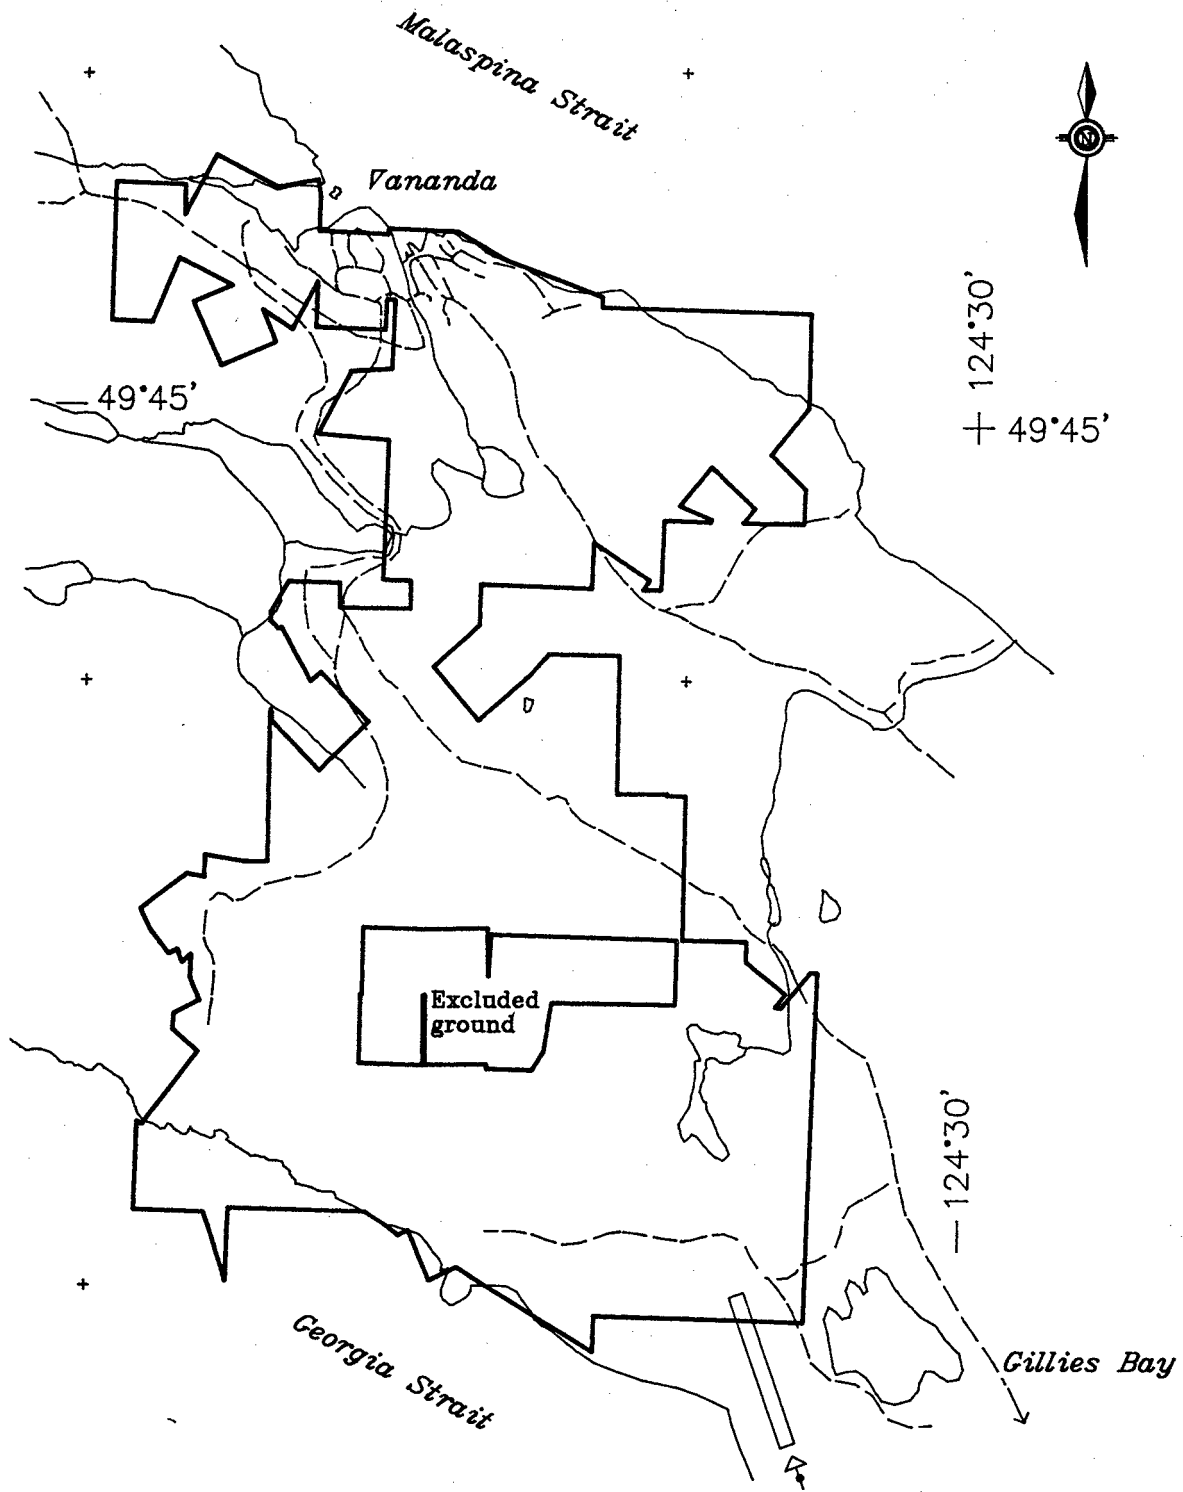 Malaspina Strait
N
Vananda
124°30'
— 49°45'
+ 49°45'
Excluded
ground
— 124°30'
Georgia Strait
Gillies Bay